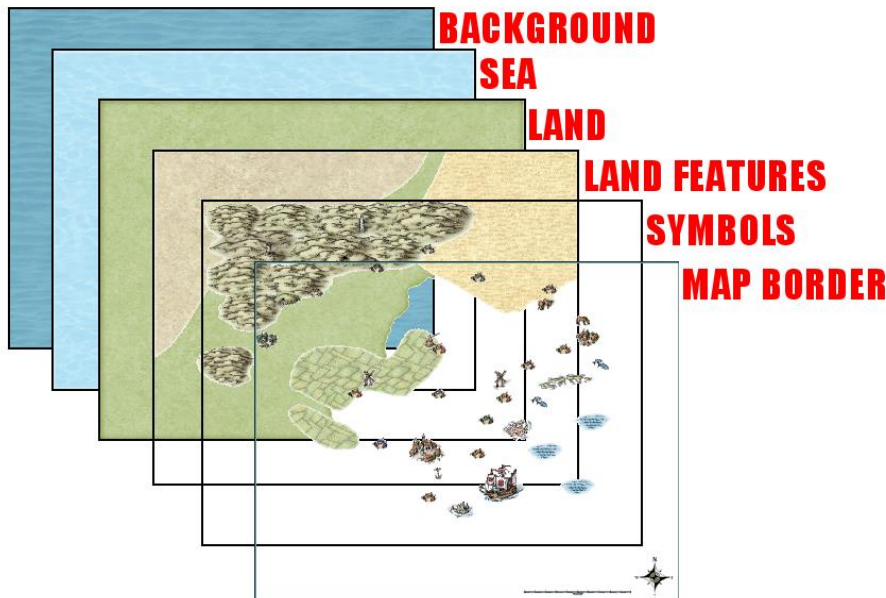 BACKGROUND
SEA
LAND
LAND FEATURES
SYMBOLS
MAP BORDER
N